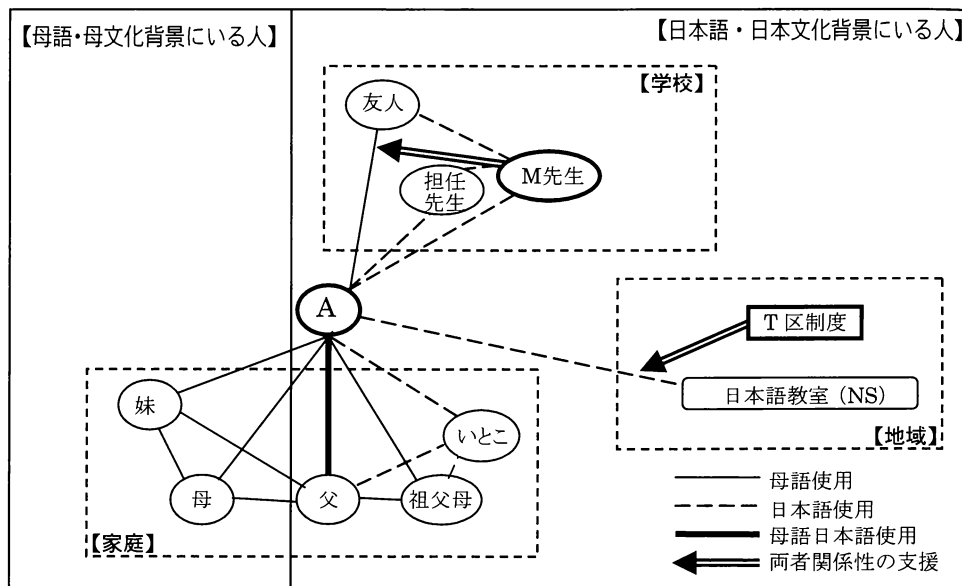 【母語・母文化背景にいる人】
【日本語・日本文化背景にいる人】
【学校】
友人
M先生
担任
先生
A
T区制度
日本語教室(NS)
【地域】
妹
いとこ
母
父
祖父母
【家庭】
母語使用
日本語使用
母語日本語使用
両者関係性の支援